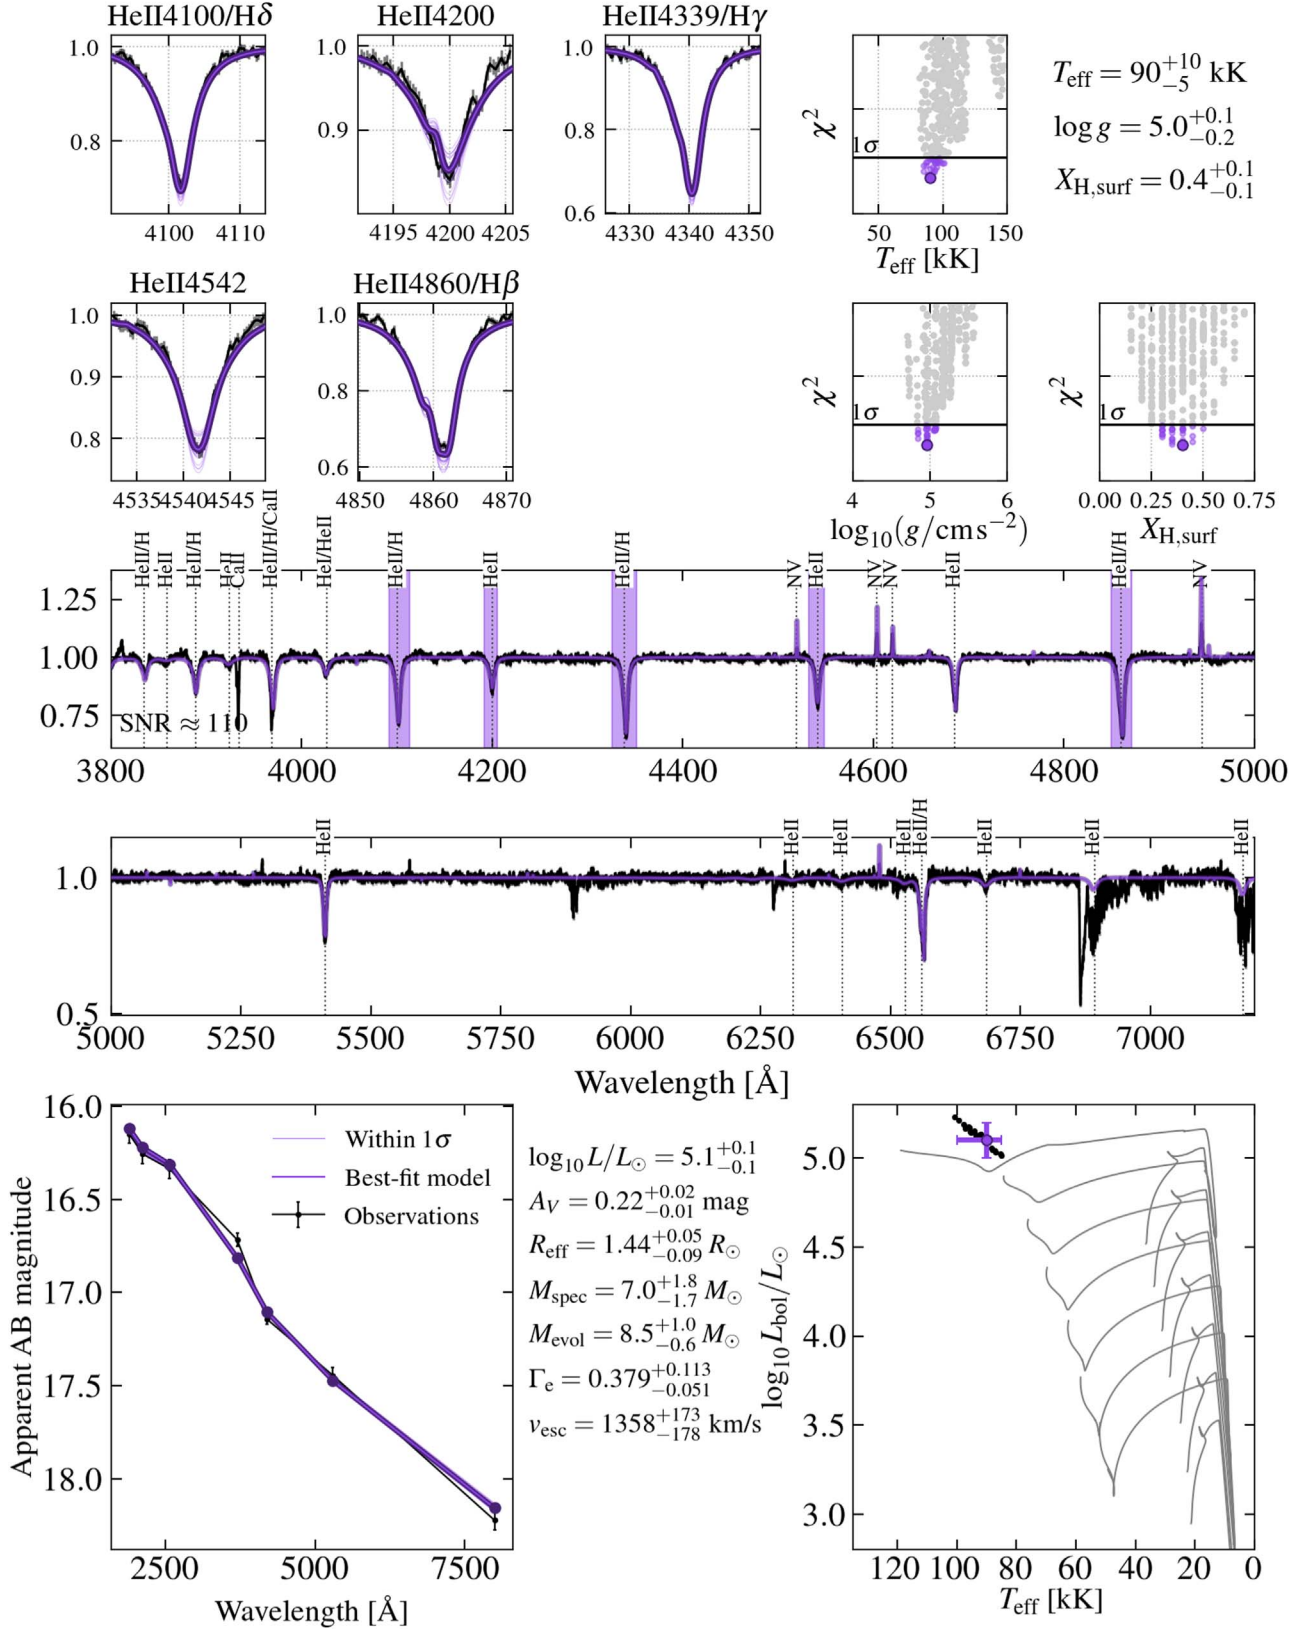 HeII4100/Hδ HeII4200 HeII4339/Hγ
1.0 0.8 4100 4110
1.0 0.9 4195 4200 4205
1.0 0.8 0.6 4330 4340 4350
χ² 1σ 50 100 150
T_eff [kK]
T_eff = 90^{+10}_{−5} kK
log g = 5.0^{+0.1}_{−0.2}
X_{H,surf} = 0.4^{+0.1}_{−0.1}
HeII4542 HeII4860/Hβ
1.0 0.9 0.8 4535 4540 4545
1.0 0.8 0.6 4850 4860 4870
χ² 1σ 4 5 6
log₁₀(g/cm s⁻²)
χ² 1σ 0.00 0.25 0.50 0.75
X_{H,surf}
HeII/H HeII HeII/H HeII CaII HeII/H/CaII HeI/HeII HeII/H HeII HeII/H NV HeII NV NV HeII HeII/H NV
1.25
1.00
0.75
SNR ≈ 110
3800 4000 4200 4400 4600 4800 5000
HeII HeII HeII HeII HeII/H HeII HeII HeII
1.0
0.5
5000 5250 5500 5750 6000 6250 6500 6750 7000
Wavelength [Å]
Apparent AB magnitude
16.0
16.5
17.0
17.5
18.0
Within 1σ
Best-fit model
Observations
2500 5000 7500
Wavelength [Å]
log₁₀ L/L_⊙ = 5.1^{+0.1}_{−0.1}
A_V = 0.22^{+0.02}_{−0.01} mag
R_eff = 1.44^{+0.05}_{−0.09} R_⊙
M_spec = 7.0^{+1.8}_{−1.7} M_⊙
M_evol = 8.5^{+1.0}_{−0.6} M_⊙
Γ_e = 0.379^{+0.113}_{−0.051}
v_esc = 1358^{+173}_{−178} km/s
log₁₀ L_bol/L_⊙
5.0
4.5
4.0
3.5
3.0
120 100 80 60 40 20 0
T_eff [kK]